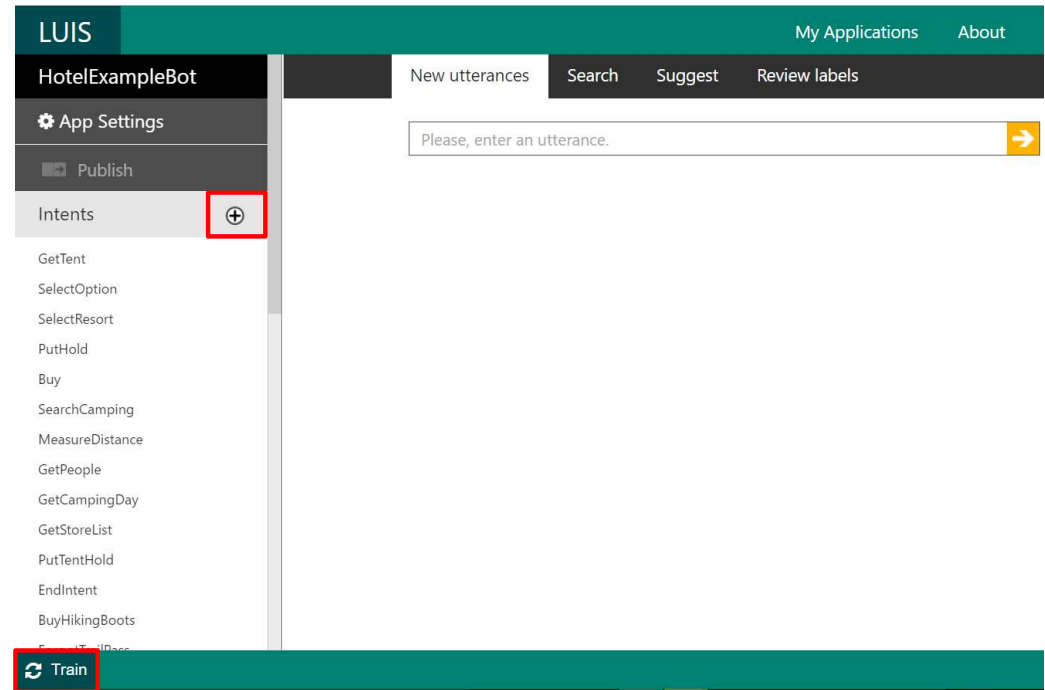 LUIS
My Applications About
HotelExampleBot
New utterances Search Suggest Review labels
App Settings
Please, enter an utterance.
Publish
Intents
GetTent
SelectOption
SelectResort
PutHold
Buy
SearchCamping
MeasureDistance
GetPeople
GetCampingDay
GetStoreList
PutTentHold
EndIntent
BuyHikingBoots
Train